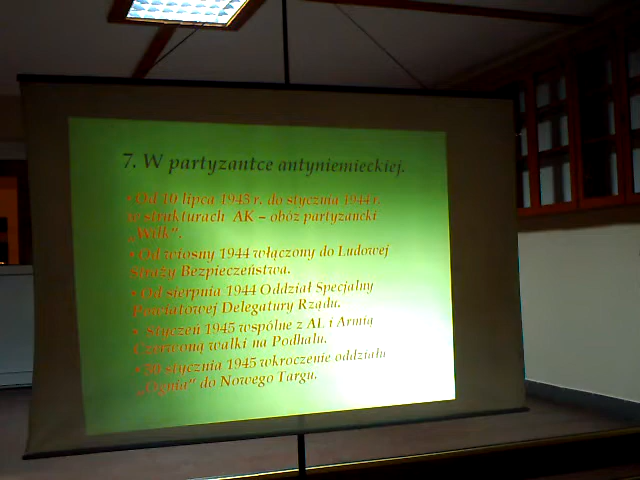 7. W partyzantce antyniemieckiej.
• Od 10 lipca 1943 r. do stycznia 1944 r.
w strukturach AK – obóz partyzancki
„Wilk”.
• Od wiosny 1944 włączony do Ludowej
Straży Bezpieczeństwa.
• Od sierpnia 1944 Oddział Specjalny
Powiatowej Delegatury Rządu.
• Styczeń 1945 wspólne z AL i Armią
Czerwoną walki na Podhalu.
• 30 stycznia 1945 wkroczenie oddziału
„Ognia” do Nowego Targu.